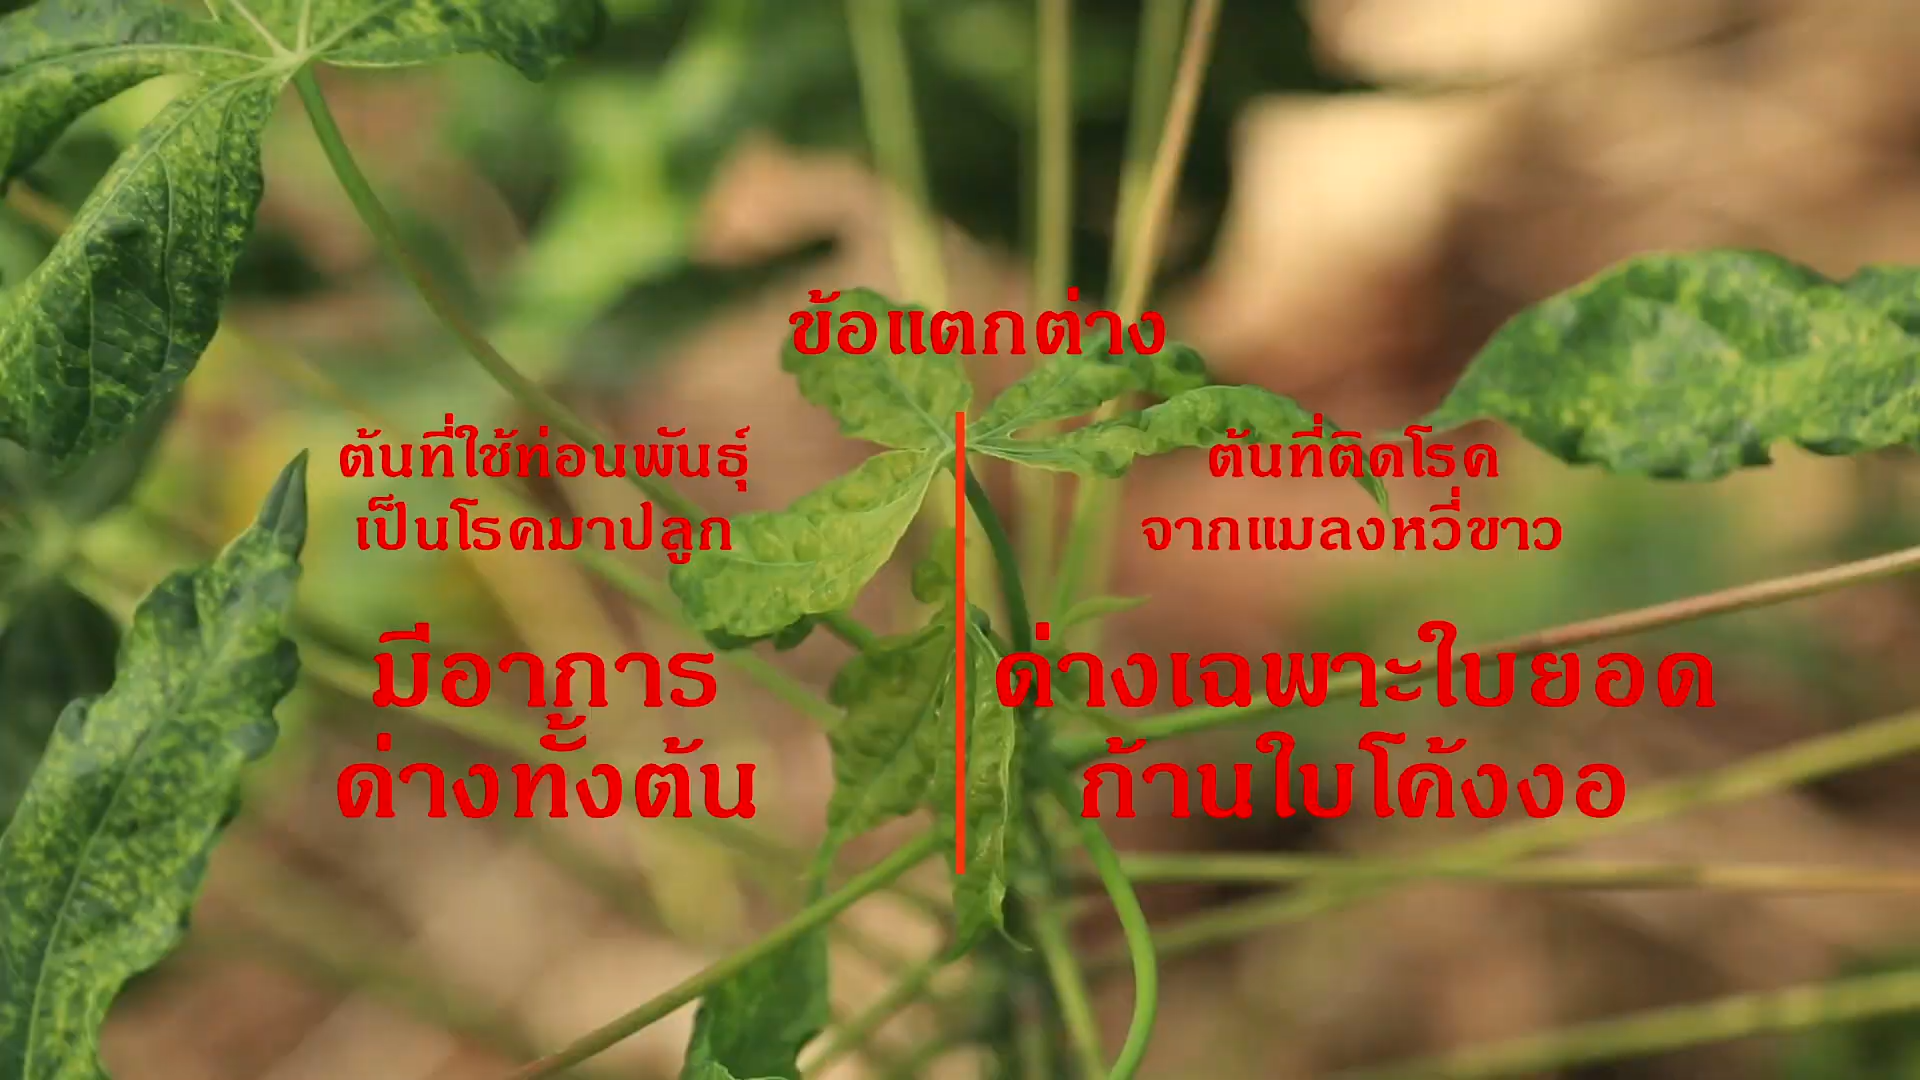 ข้อแตกต่าง
ต้นที่ใช้ท่อนพันธุ์
เป็นโรคมาปลูก
มีอาการ
ด่างทั้งต้น
ต้นที่ติดโรค
จากแมลงหวี่ขาว
ด่างเฉพาะใบยอด
ก้านใบโค้งงอ